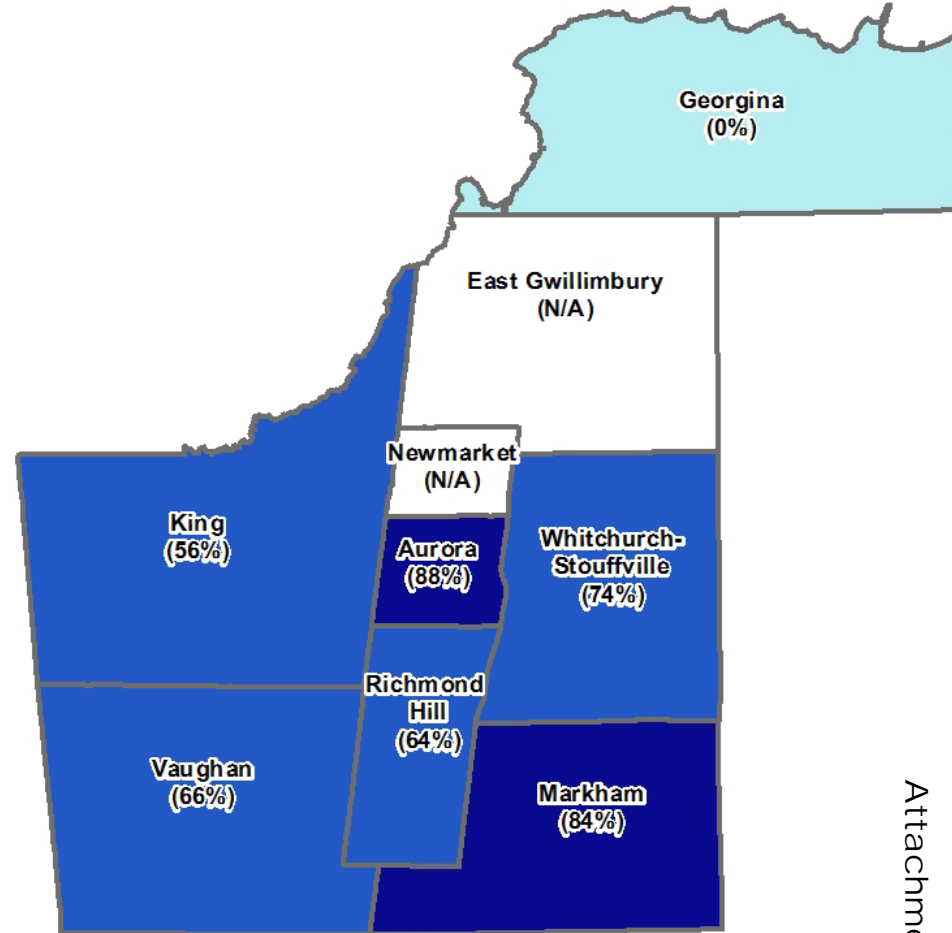 Georgina
(0%)
East Gwillimbury
(N/A)
Newmarket
(N/A)
King
(56%)
Aurora
(88%)
Whitchurch-
Stouffville
(74%)
Richmond
Hill
(64%)
Vaughan
(66%)
Markham
(84%)